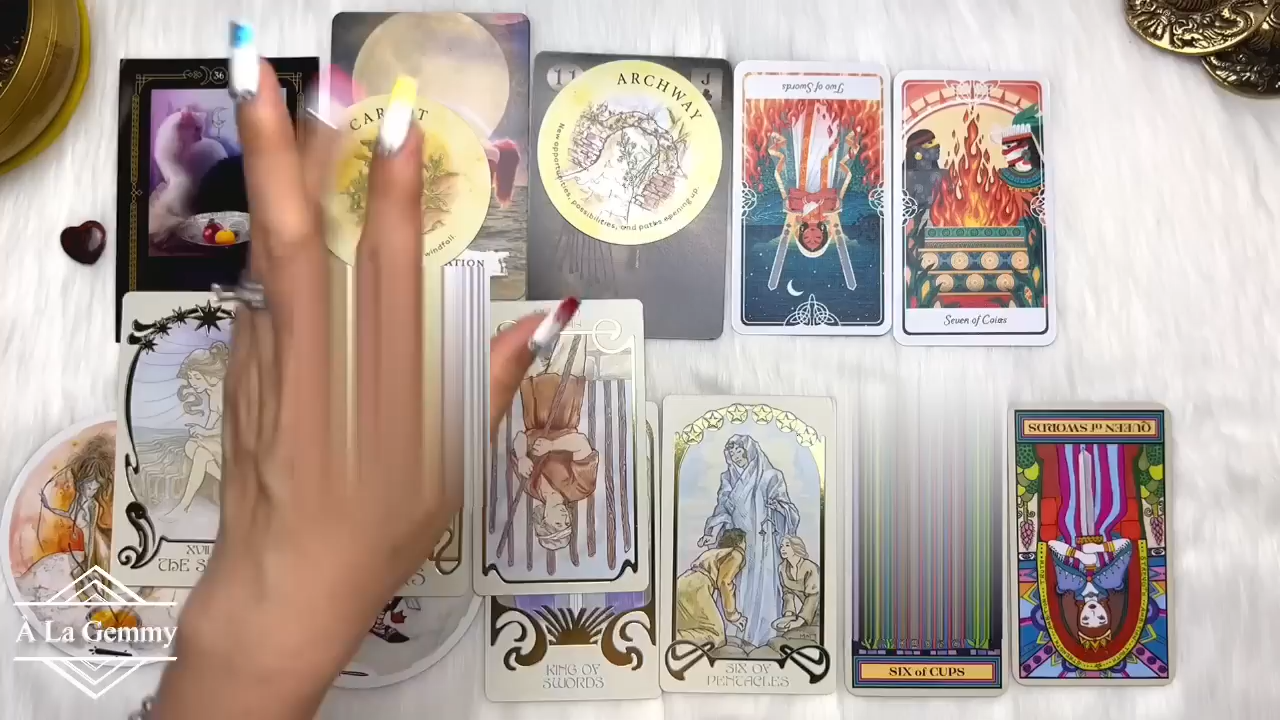 36
11
J
ARCHWAY
New opportunities, possibilities, and paths opening up.
Two of Swords
Seven of Coins
windfall
ATION
XVII
THE S
KING OF
SWORDS
SIX OF
PENTACLES
SIX of CUPS
QUEEN of SWORDS
A La Gemmy